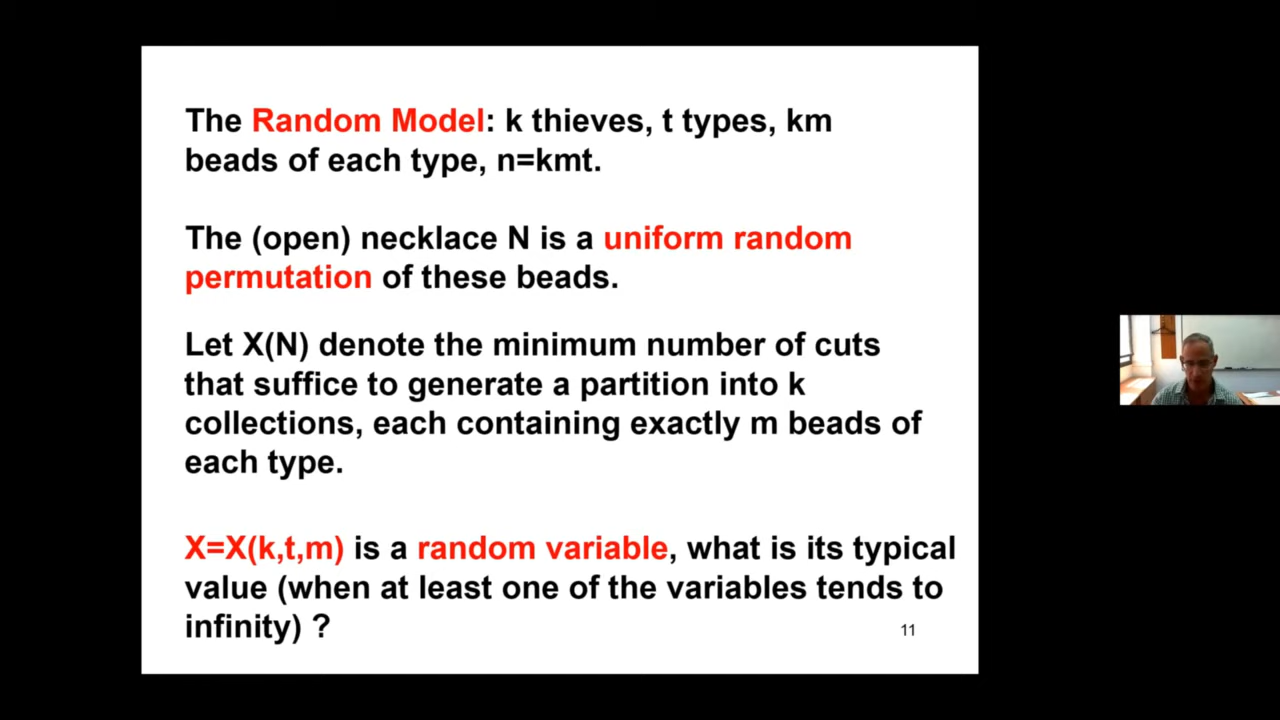 The Random Model: k thieves, t types, km
beads of each type, n=kmt.
The (open) necklace N is a uniform random
permutation of these beads.
Let X(N) denote the minimum number of cuts
that suffice to generate a partition into k
collections, each containing exactly m beads of
each type.
X=X(k,t,m) is a random variable, what is its typical
value (when at least one of the variables tends to
infinity) ?
11